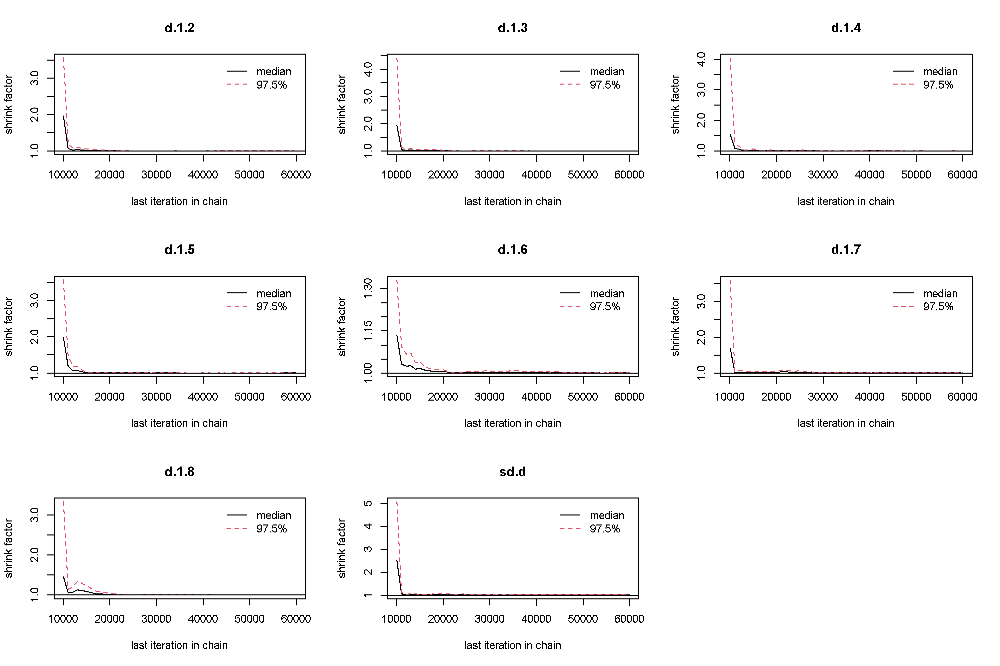 d.1.2
shrink factor
1.0 2.0 3.0
median
97.5%
10000 20000 30000 40000 50000 60000
last iteration in chain
d.1.3
shrink factor
1.0 2.0 3.0 4.0
median
97.5%
10000 20000 30000 40000 50000 60000
last iteration in chain
d.1.4
shrink factor
1.0 2.0 3.0 4.0
median
97.5%
10000 20000 30000 40000 50000 60000
last iteration in chain
d.1.5
shrink factor
1.0 2.0 3.0
median
97.5%
10000 20000 30000 40000 50000 60000
last iteration in chain
d.1.6
shrink factor
1.00 1.15 1.30
median
97.5%
10000 20000 30000 40000 50000 60000
last iteration in chain
d.1.7
shrink factor
1.0 2.0 3.0
median
97.5%
10000 20000 30000 40000 50000 60000
last iteration in chain
d.1.8
shrink factor
1.0 2.0 3.0
median
97.5%
10000 20000 30000 40000 50000 60000
last iteration in chain
sd.d
shrink factor
1 2 3 4 5
median
97.5%
10000 20000 30000 40000 50000 60000
last iteration in chain